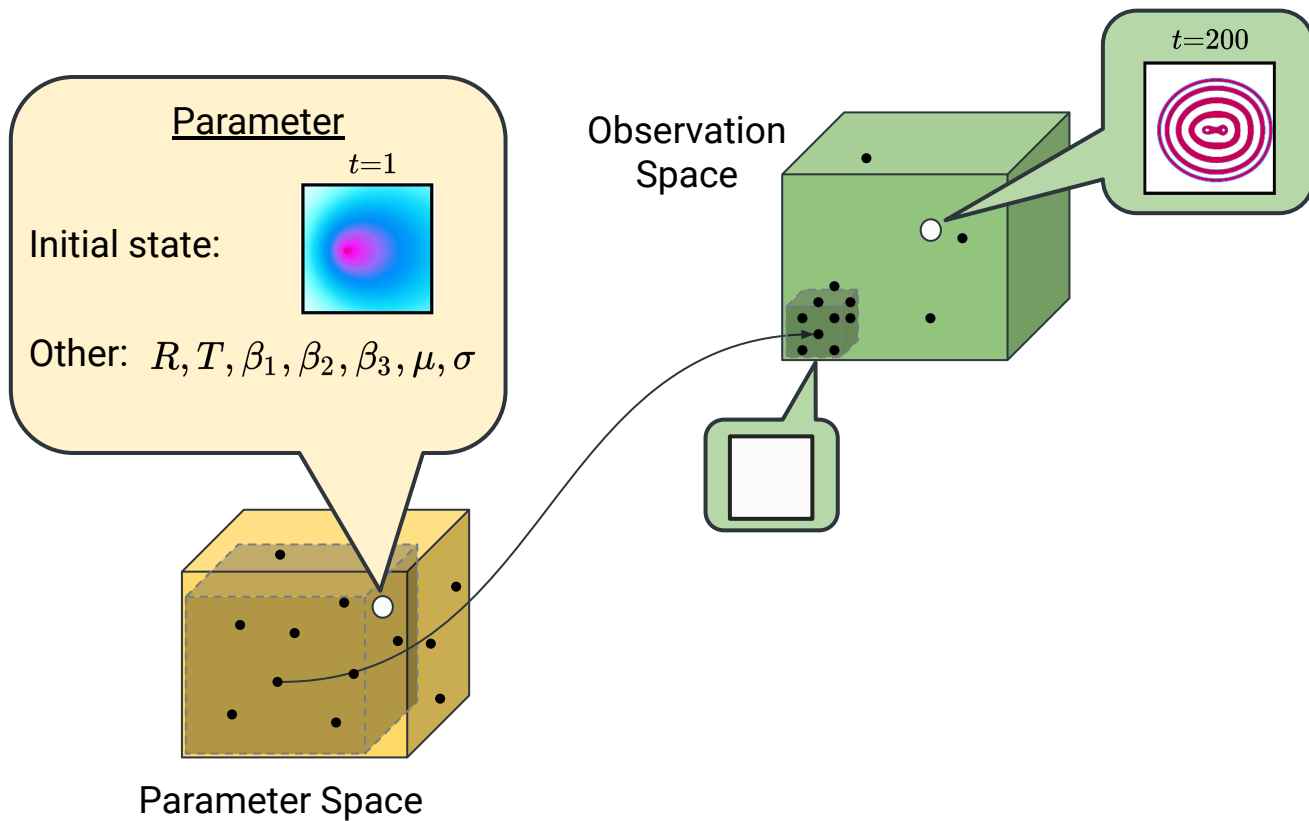 Parameter
t=1
Initial state:
Other: R, T, β₁, β₂, β₃, μ, σ
Observation
Space
t=200
Parameter Space